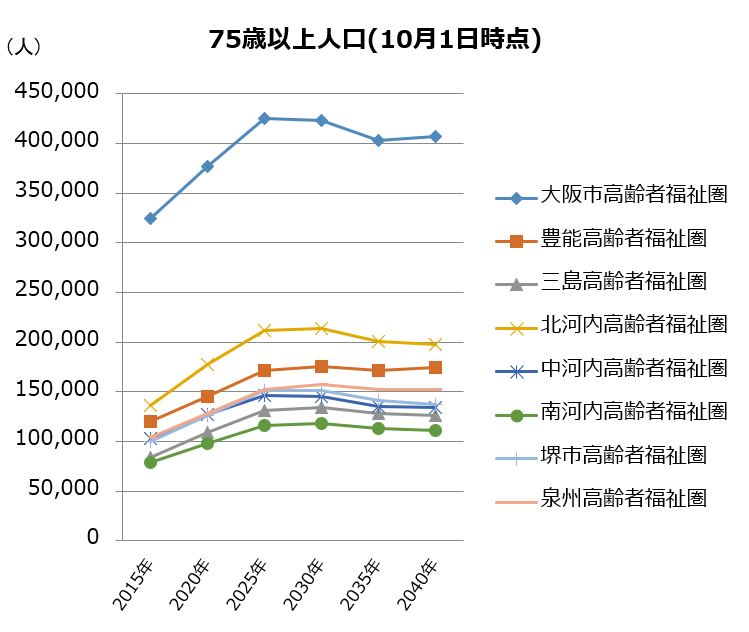 75歳以上人口(10月1日時点)
（人）
450,000
400,000
350,000
300,000
250,000
200,000
150,000
100,000
50,000
0
2015年
2020年
2025年
2030年
2035年
2040年
大阪市高齢者福祉圏
豊能高齢者福祉圏
三島高齢者福祉圏
北河内高齢者福祉圏
中河内高齢者福祉圏
南河内高齢者福祉圏
堺市高齢者福祉圏
泉州高齢者福祉圏